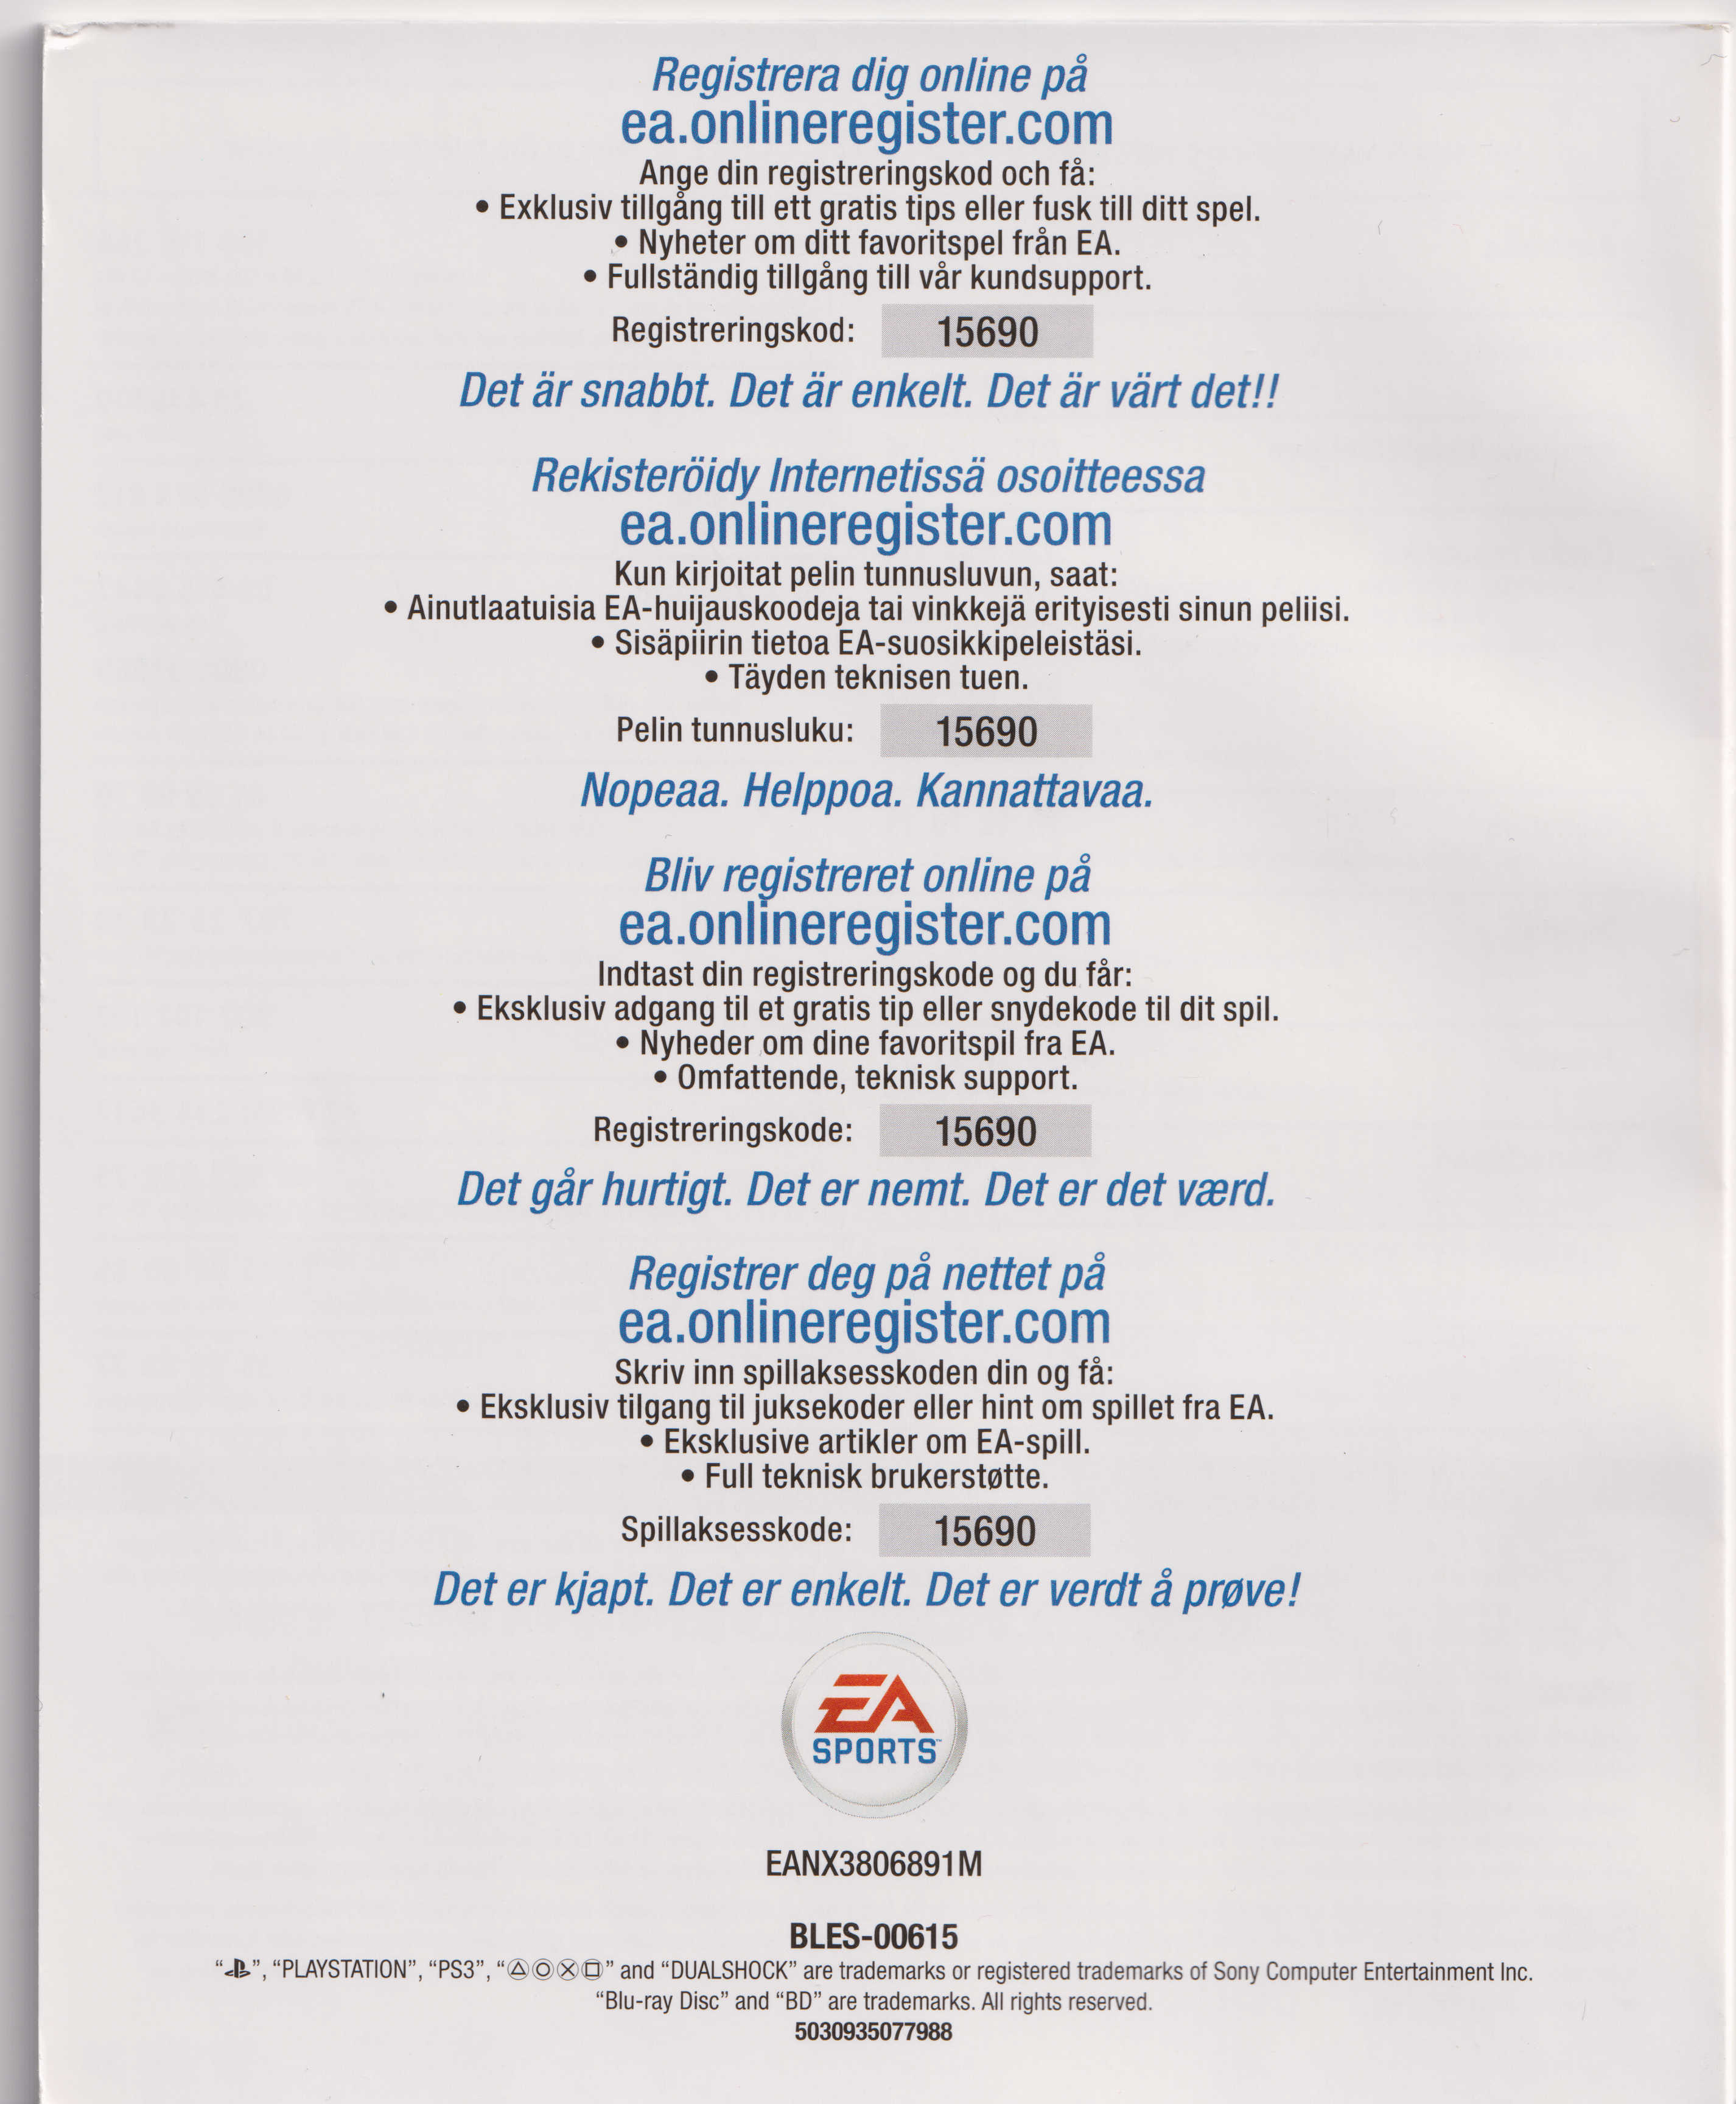 Registrera dig online på
ea.onlineregister.com
Ange din registreringskod och få:
• Exklusiv tillgång till ett gratis tips eller fusk till ditt spel.
• Nyheter om ditt favoritspel från EA.
• Fullständig tillgång till vår kundsupport.
Registreringskod: 15690
Det är snabbt. Det är enkelt. Det är värt det!!
Rekisteröidy Internetissä osoitteessa
ea.onlineregister.com
Kun kirjoitat pelin tunnusluvun, saat:
• Ainutlaatuisia EA-huijauskoodeja tai vinkkejä erityisesti sinun peliisi.
• Sisäpiirin tietoa EA-suosikkipeleistäsi.
• Täyden teknisen tuen.
Pelin tunnusluku: 15690
Nopeaa. Helppoa. Kannattavaa.
Bliv registreret online på
ea.onlineregister.com
Indtast din registreringskode og du får:
• Eksklusiv adgang til et gratis tip eller snydekode til dit spil.
• Nyheder om dine favoritspil fra EA.
• Omfattende, teknisk support.
Registreringskode: 15690
Det går hurtigt. Det er nemt. Det er det værd.
Registrer deg på nettet på
ea.onlineregister.com
Skriv inn spillaksesskoden din og få:
• Eksklusiv tilgang til juksekoder eller hint om spillet fra EA.
• Eksklusive artikler om EA-spill.
• Full teknisk brukerstøtte.
Spillaksesskode: 15690
Det er kjapt. Det er enkelt. Det er verdt å prøve!
EA
SPORTS™
EANX3806891M
BLES-00615
“ ”, “PLAYSTATION”, “PS3”, “△○✕□” and “DUALSHOCK” are trademarks or registered trademarks of Sony Computer Entertainment Inc.
“Blu-ray Disc” and “BD” are trademarks. All rights reserved.
5030935077988